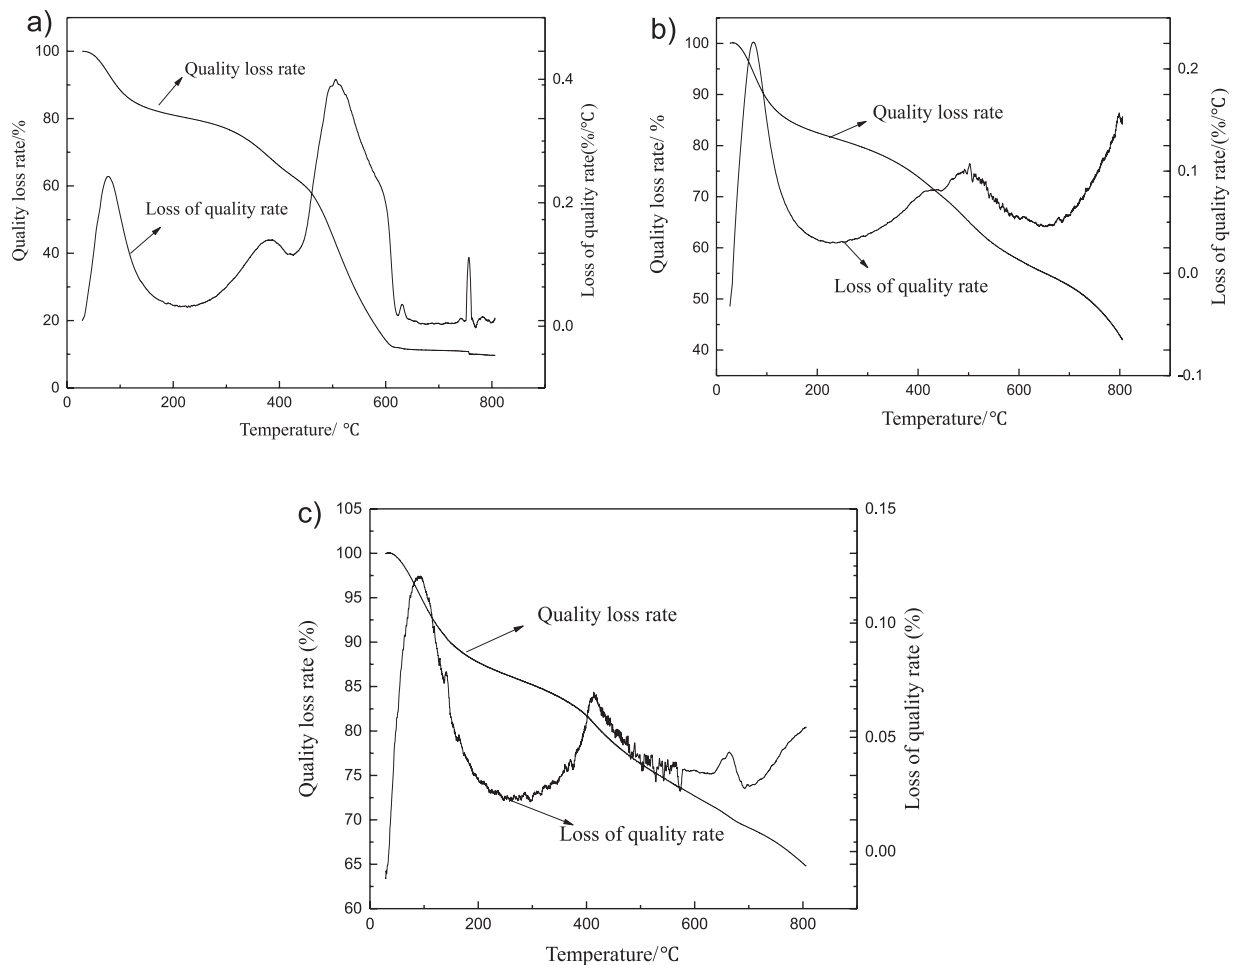 a)
100
80
60
40
20
0
0
200
400
600
800
0.4
0.2
0.0
Quality loss rate/%
Temperature/ °C
Loss of quality rate(%/°C)
Quality loss rate
Loss of quality rate
b)
100
90
80
70
60
50
40
0
200
400
600
800
0.2
0.1
0.0
-0.1
Quality loss rate/ %
Temperature/ °C
Loss of quality rate/(%/°C)
Quality loss rate
Loss of quality rate
c)
105
100
95
90
85
80
75
70
65
60
0
200
400
600
800
0.15
0.10
0.05
0.00
Quality loss rate (%)
Temperature/°C
Loss of quality rate (%)
Quality loss rate
Loss of quality rate